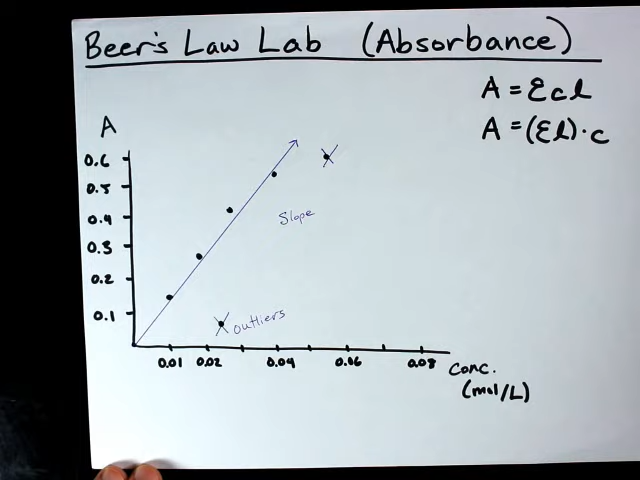 Beer's Law Lab (Absorbance)
A = εcl
A = (εl)·c
A
0.6
0.5
0.4
0.3
0.2
0.1
Slope
outliers
0.01 0.02 0.04 0.06 0.08
Conc.
(mol/L)